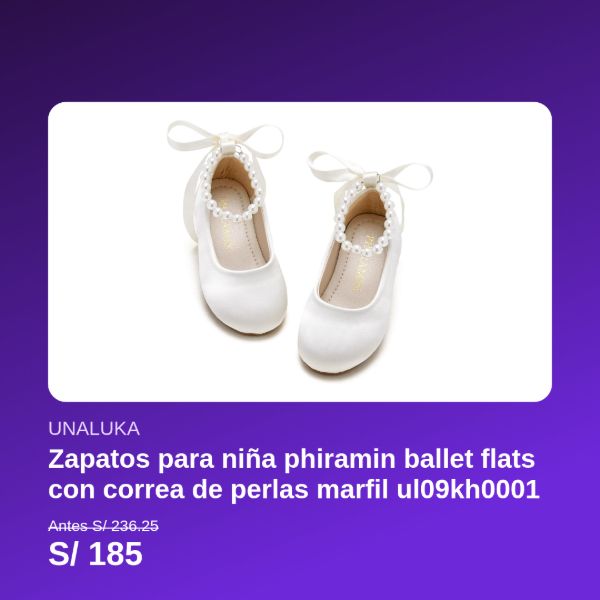 UNALUKA
Zapatos para niña phiramin ballet flats
con correa de perlas marfil ul09kh0001
Antes S/ 236.25
S/ 185